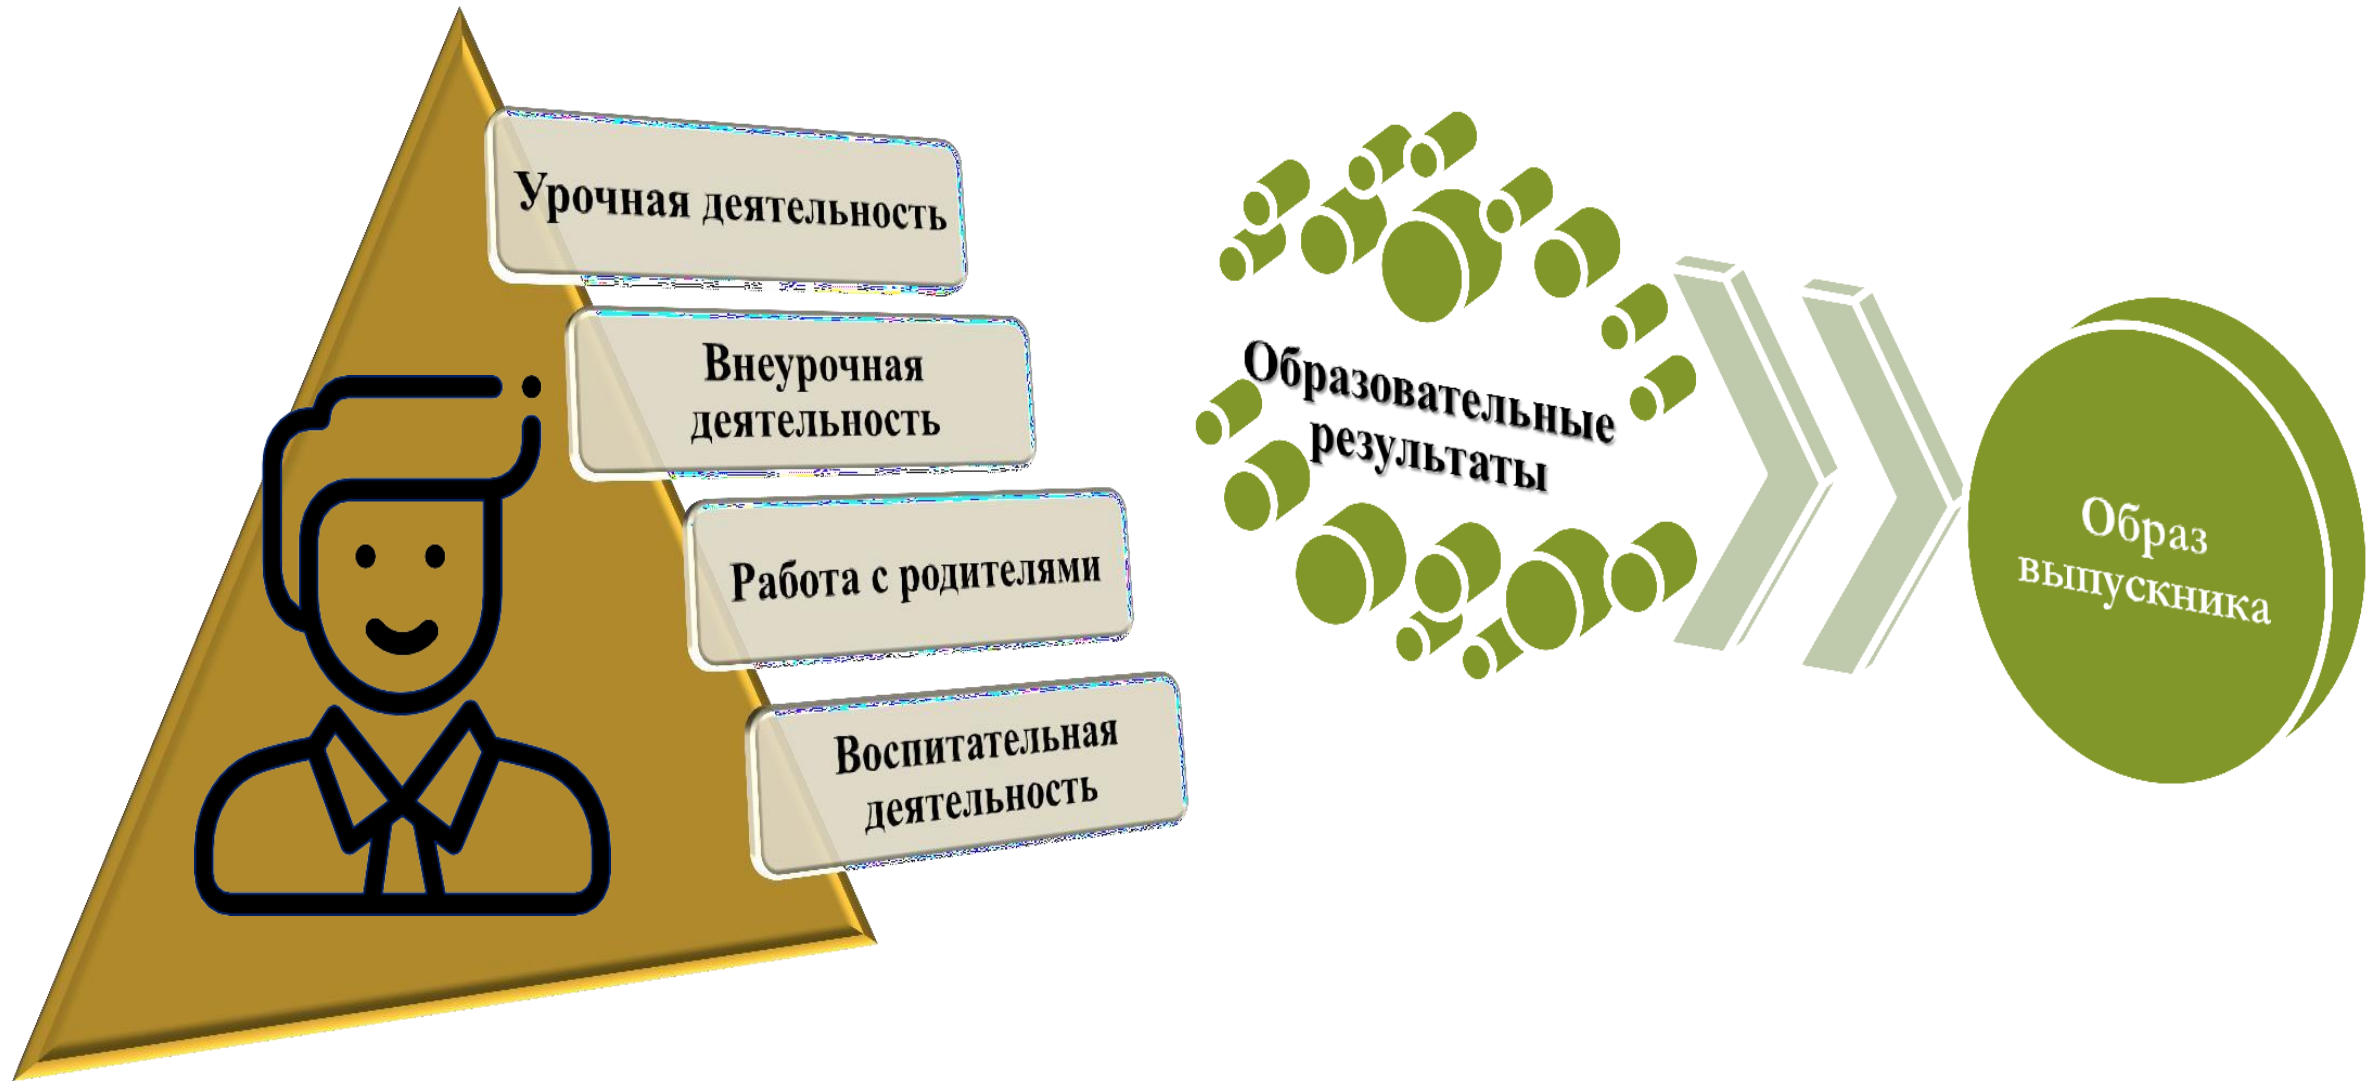 Урочная деятельность
Внеурочная
деятельность
Работа с родителями
Воспитательная
деятельность
Образовательные
результаты
Образ
выпускника